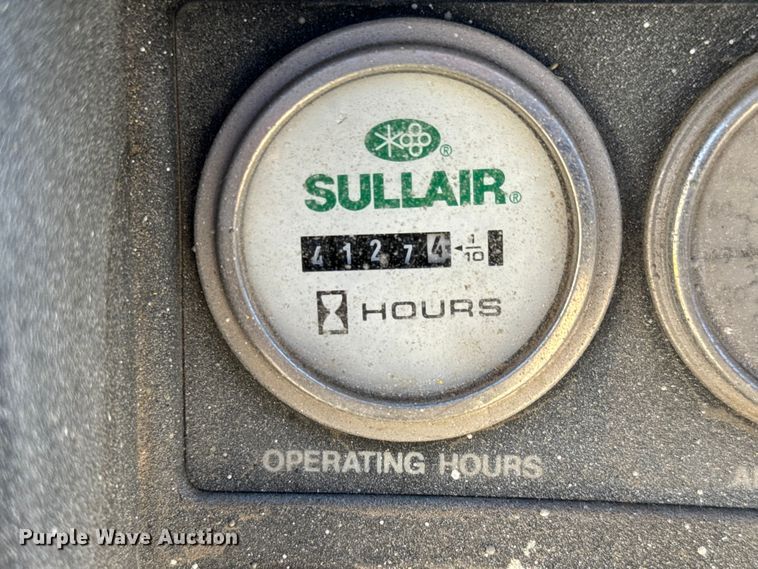 ®
SULLAIR®
41274 1/10
HOURS
OPERATING HOURS
Purple Wave Auction